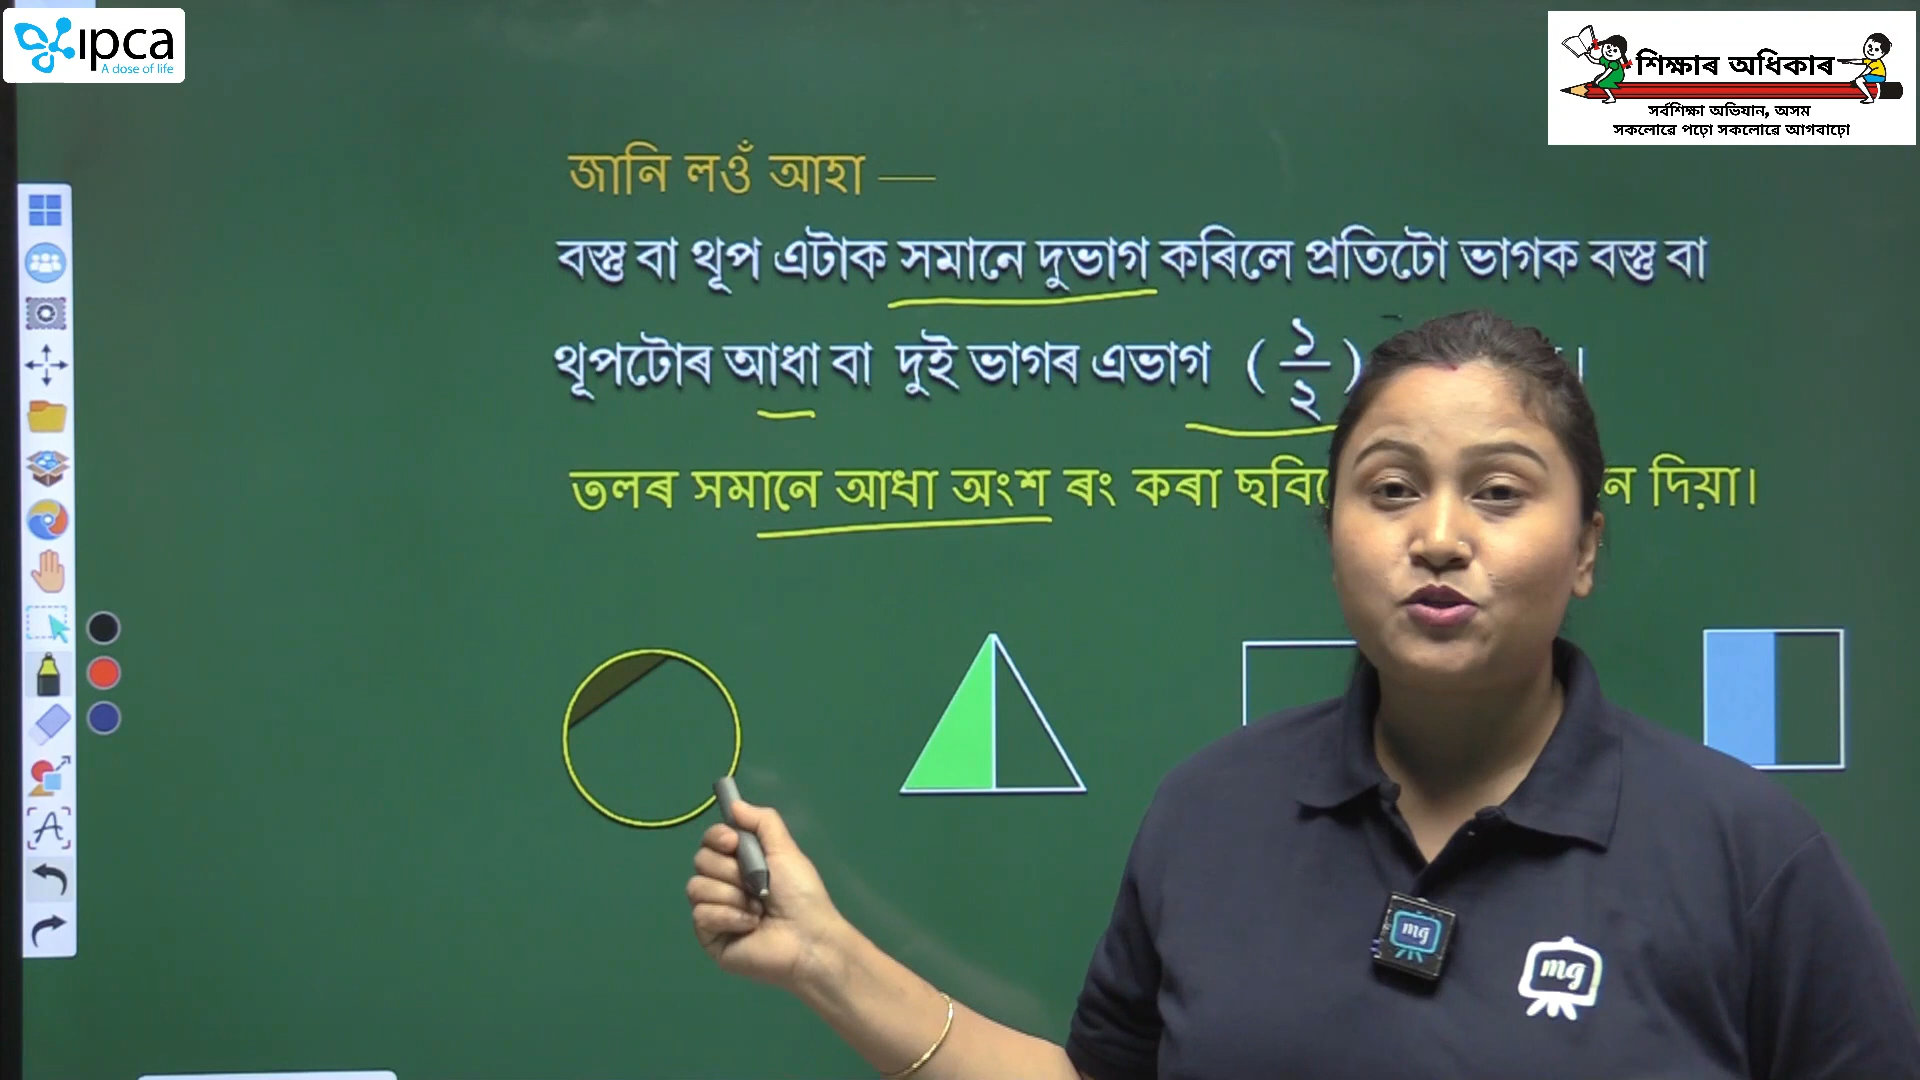 ipca
A dose of life
শিক্ষাৰ অধিকাৰ
সৰ্বশিক্ষা অভিযান, অসম
সকলোৱে পঢ়ো সকলোৱে আগবাঢ়ো
জানি লওঁ আহা —
বস্তু বা থূপ এটাক সমানে দুভাগ কৰিলে প্ৰতিটো ভাগক বস্তু বা
থূপটোৰ আধা বা দুই ভাগৰ এভাগ (১/২)
তলৰ সমানে আধা অংশ ৰং কৰা দিয়া।
mg
mg